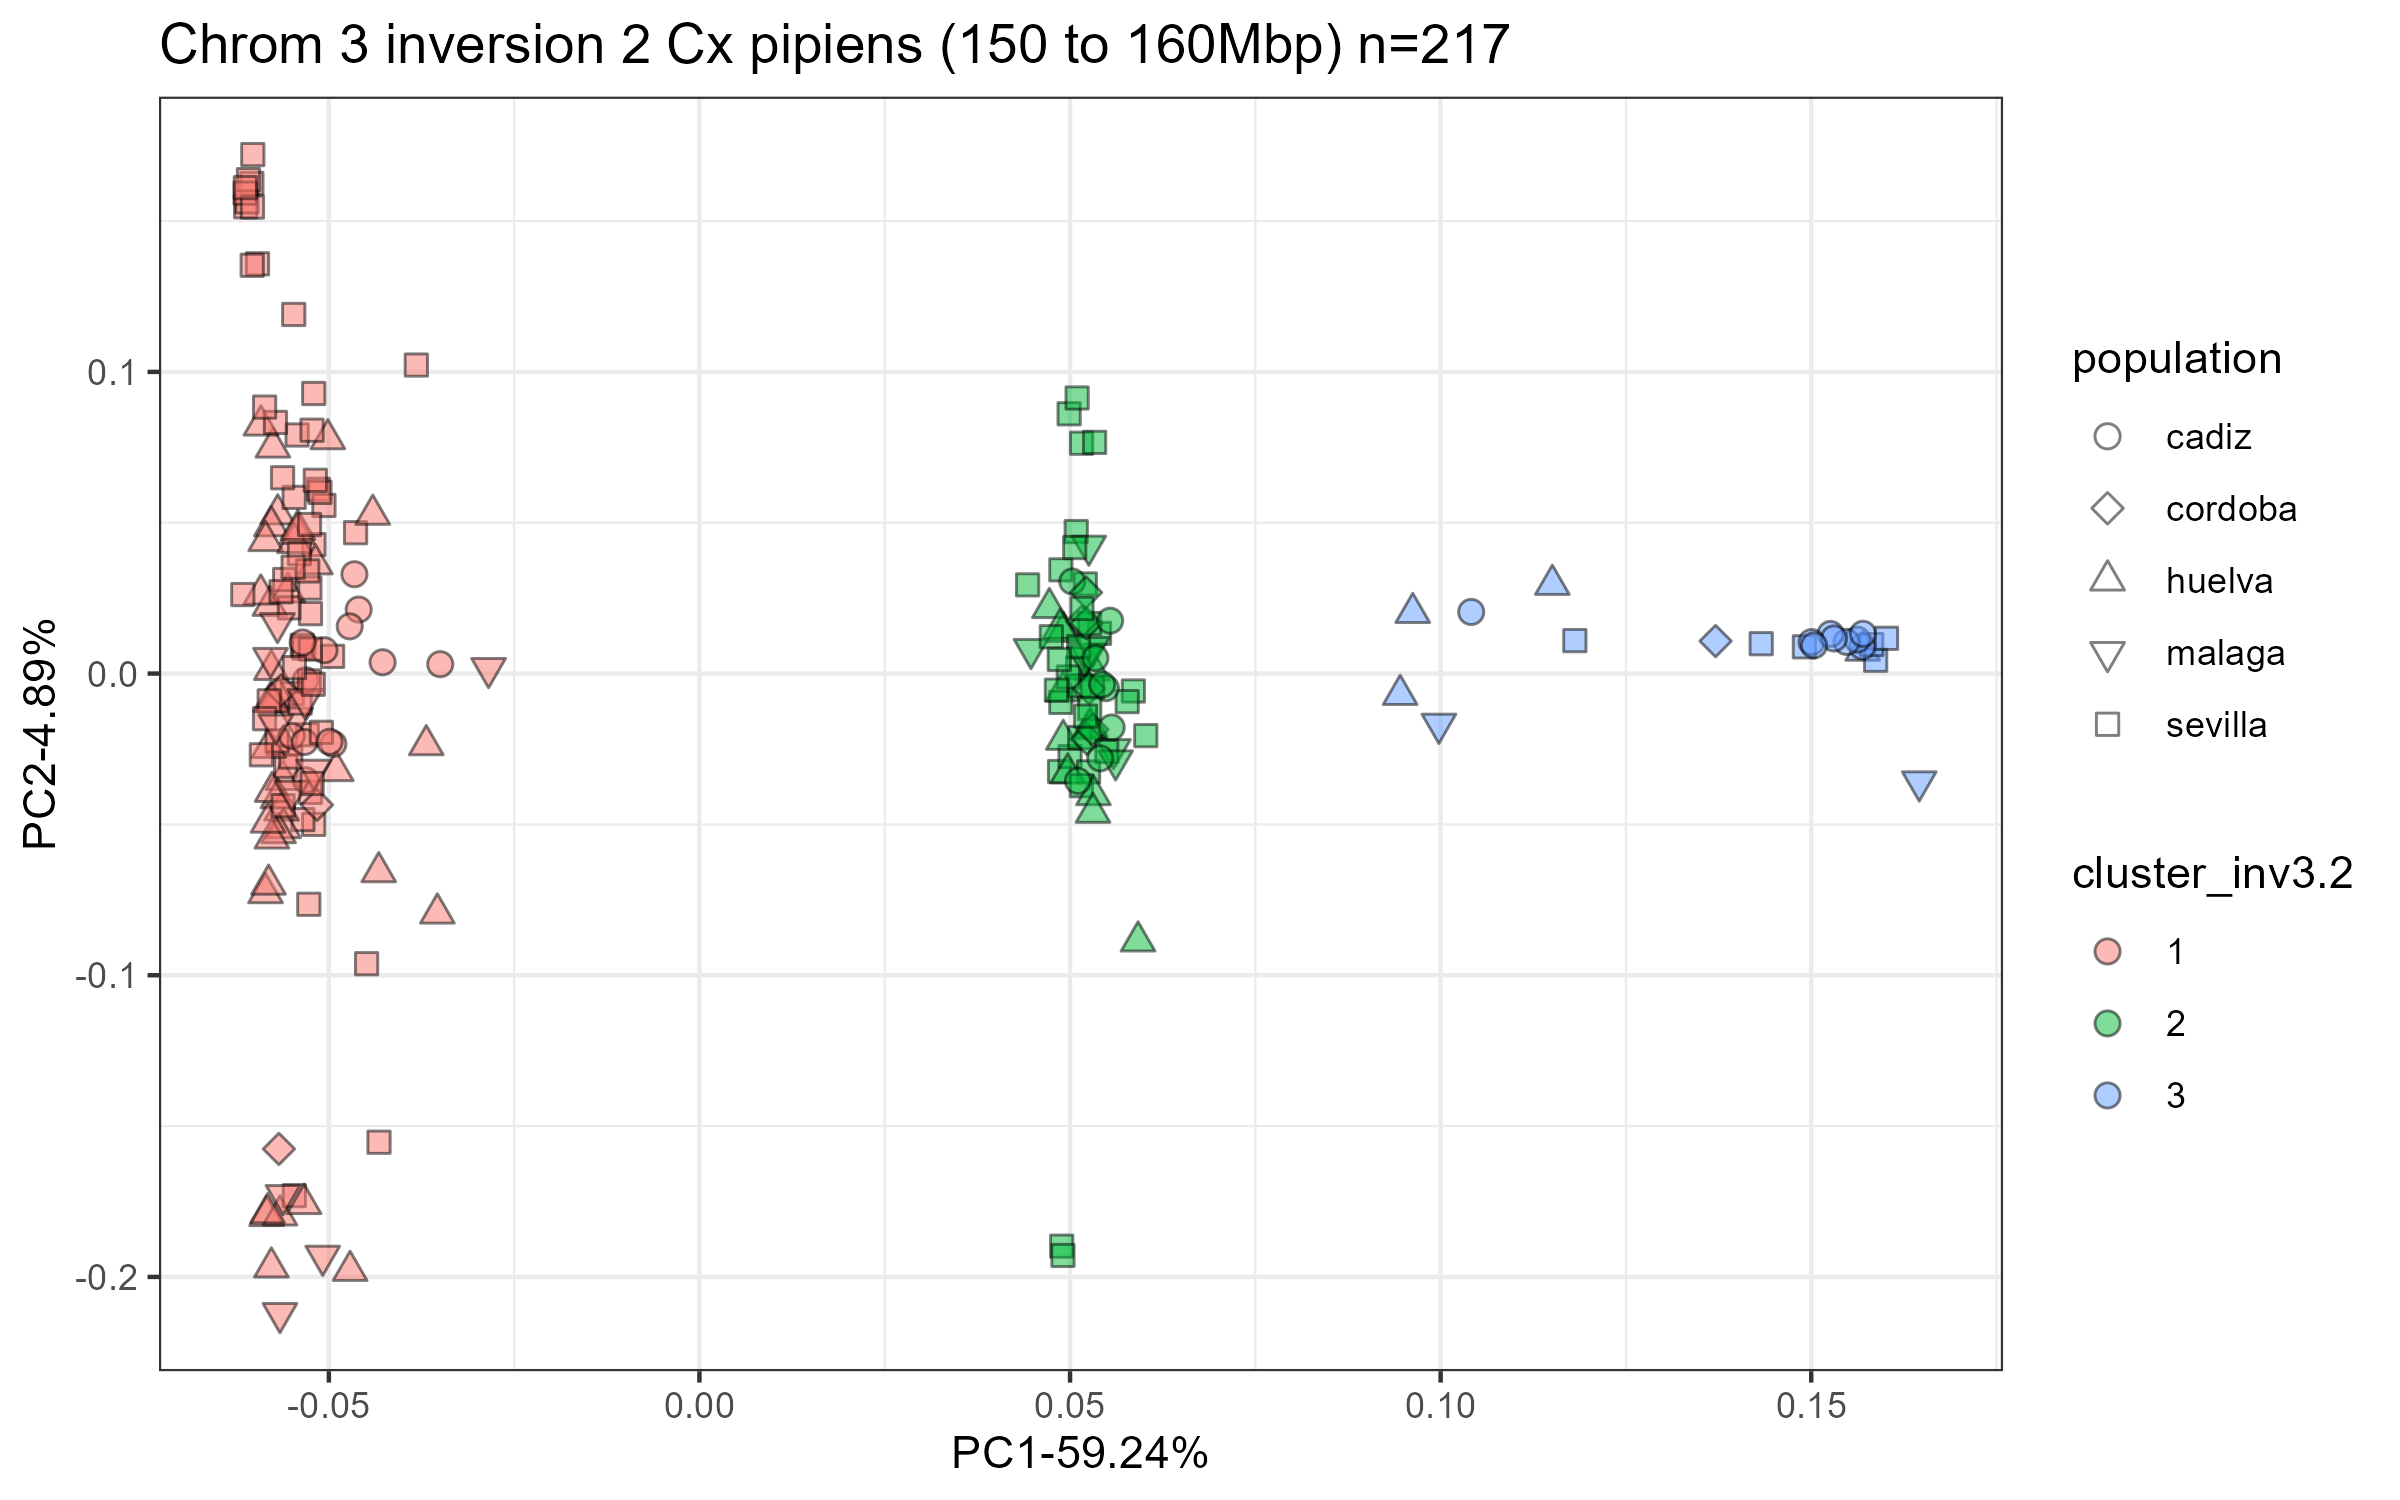 Chrom 3 inversion 2 Cx pipiens (150 to 160Mbp) n=217
PC2-4.89%
0.1
0.0
-0.1
-0.2
-0.05
0.00
0.05
0.10
0.15
PC1-59.24%
population
cadiz
cordoba
huelva
malaga
sevilla
cluster_inv3.2
1
2
3